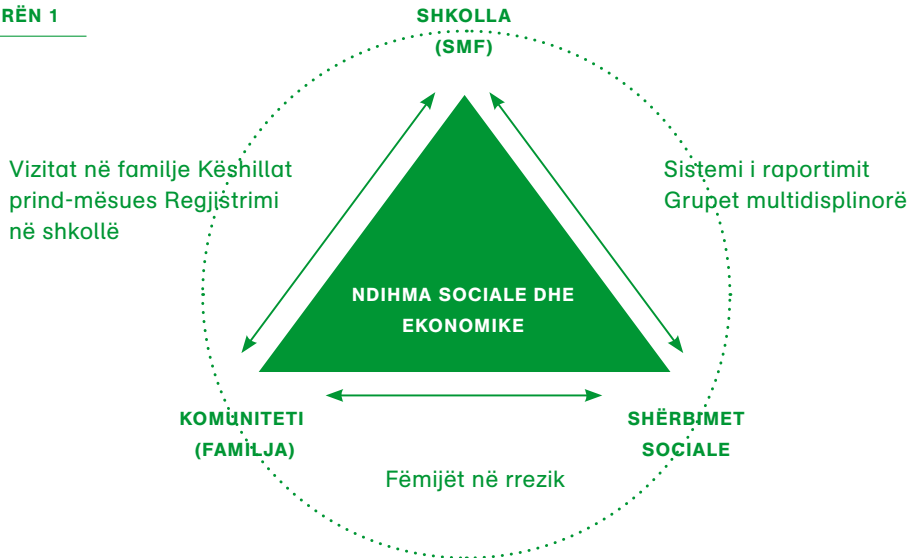 RËN 1
SHKOLLA
(SMF)
Vizitat në familje Këshillat
prind-mësues Regjistrimi
në shkollë
Sistemi i raportimit
Grupet multidisplinorë
NDIHMA SOCIALE DHE
EKONOMIKE
KOMUNITETI
(FAMILJA)
SHËRBIMET
SOCIALE
Fëmijët në rrezik